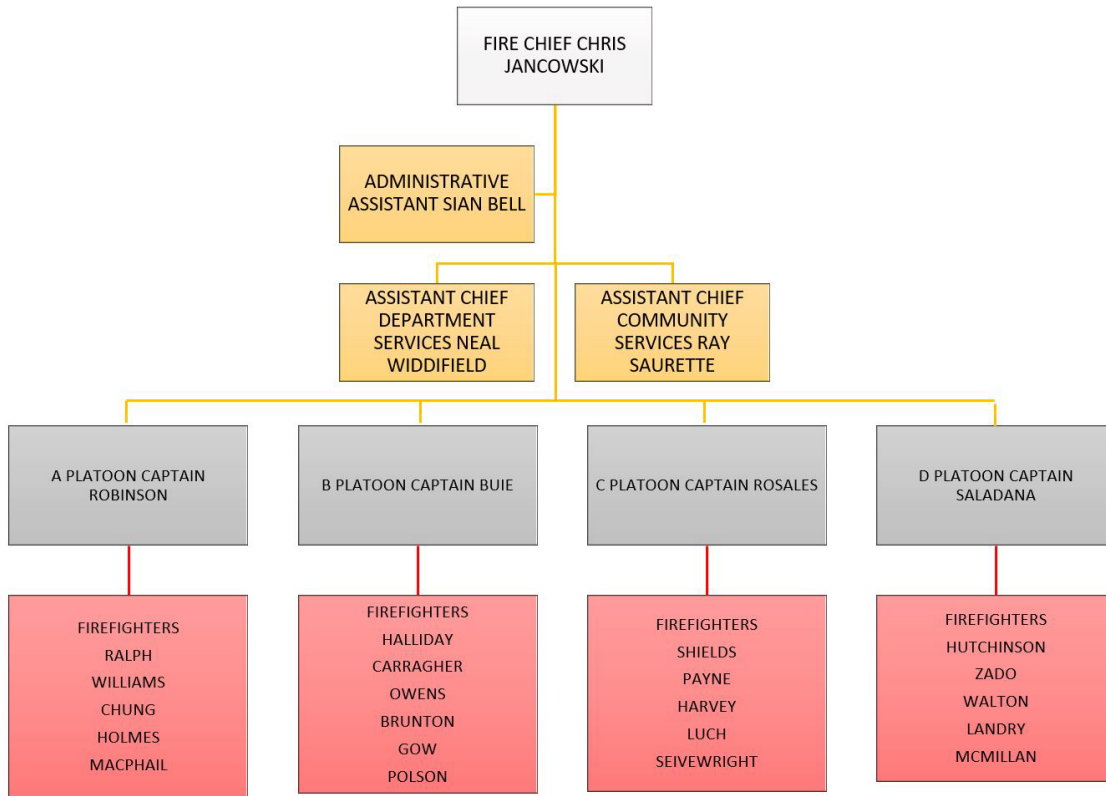 FIRE CHIEF CHRIS
JANCOWSKI
ADMINISTRATIVE
ASSISTANT SIAN BELL
ASSISTANT CHIEF
DEPARTMENT
SERVICES NEAL
WIDDIFIELD
ASSISTANT CHIEF
COMMUNITY
SERVICES RAY
SAURETTE
A PLATOON CAPTAIN
ROBINSON
B PLATOON CAPTAIN BUIE
C PLATOON CAPTAIN ROSALES
D PLATOON CAPTAIN
SALADANA
FIREFIGHTERS
RALPH
WILLIAMS
CHUNG
HOLMES
MACPHAIL
FIREFIGHTERS
HALLIDAY
CARRAGHER
OWENS
BRUNTON
GOW
POLSON
FIREFIGHTERS
SHIELDS
PAYNE
HARVEY
LUCH
SEIVEWRIGHT
FIREFIGHTERS
HUTCHINSON
ZADO
WALTON
LANDRY
MCMILLAN